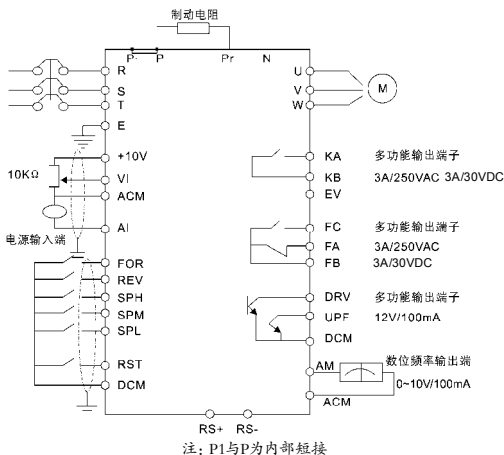 制动电阻
P- P Pr N
R
S
T
E
+10V
10KΩ
VI
ACM
AI
电源输入端
FOR
REV
SPH
SPM
SPL
RST
DCM
U
V
W
M
KA 多功能输出端子
KB 3A/250VAC 3A/30VDC
EV
FC 多功能输出端子
FA 3A/250VAC
FB 3A/30VDC
DRV 多功能输出端子
UPF 12V/100mA
DCM
AM 数位频率输出端
0~10V/100mA
ACM
RS+ RS-
注: P1与P为内部短接